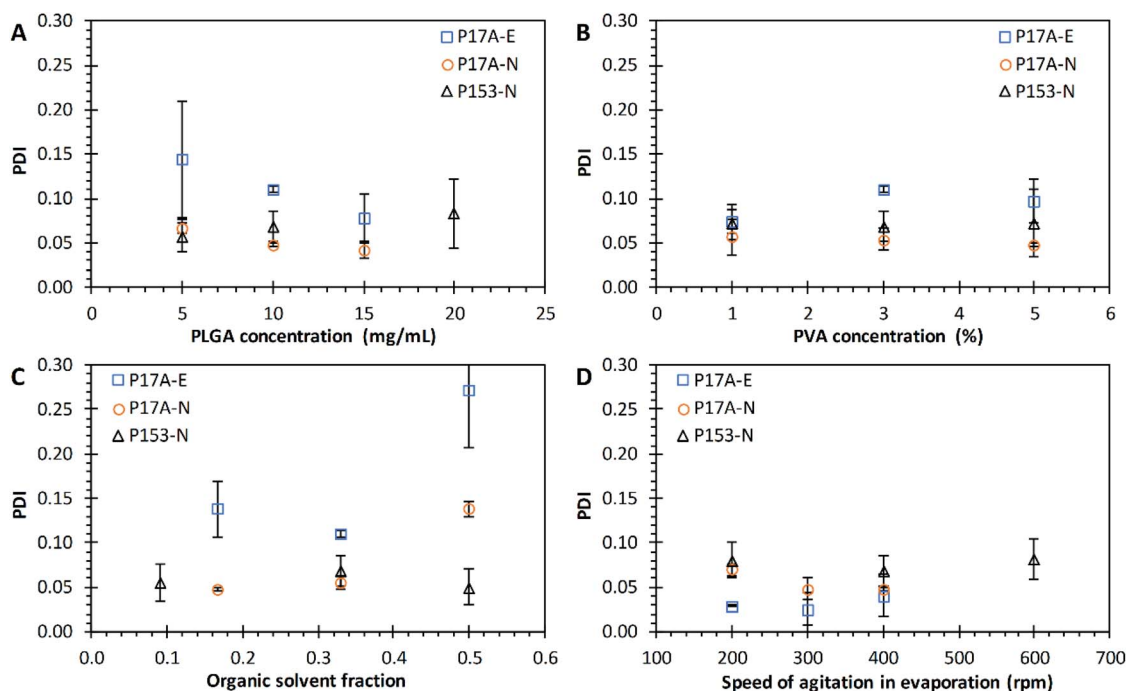 A
P17A-E
P17A-N
P153-N
PDI
0.30
0.25
0.20
0.15
0.10
0.05
0.00
0 5 10 15 20 25
PLGA concentration (mg/mL)
B
P17A-E
P17A-N
P153-N
PDI
0.30
0.25
0.20
0.15
0.10
0.05
0.00
0 1 2 3 4 5 6
PVA concentration (%)
C
P17A-E
P17A-N
P153-N
PDI
0.30
0.25
0.20
0.15
0.10
0.05
0.00
0.0 0.1 0.2 0.3 0.4 0.5 0.6
Organic solvent fraction
D
P17A-E
P17A-N
P153-N
PDI
0.30
0.25
0.20
0.15
0.10
0.05
0.00
100 200 300 400 500 600 700
Speed of agitation in evaporation (rpm)